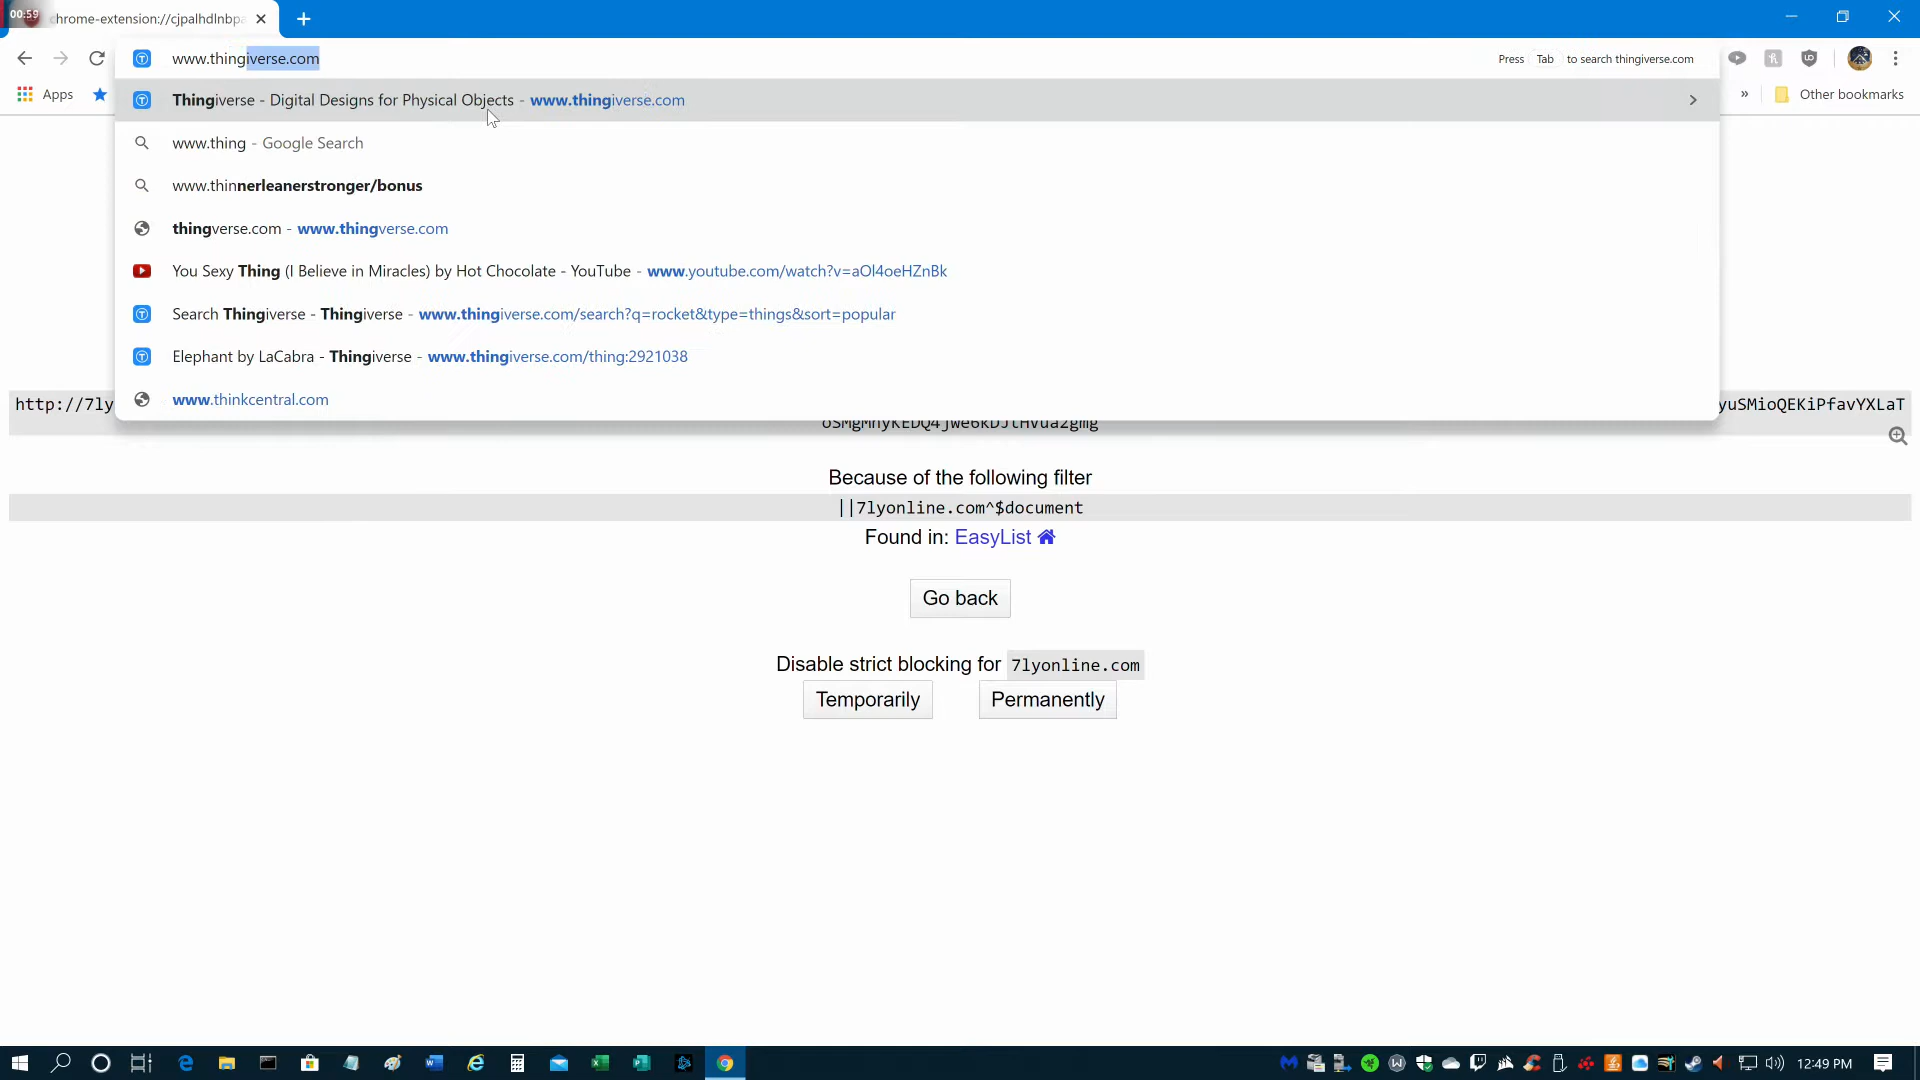 00:59
chrome-extension://cjpalhdlnbpa
www.thingiverse.com
Press Tab to search thingiverse.com
Apps
»
Other bookmarks
Thingiverse - Digital Designs for Physical Objects - www.thingiverse.com
www.thing - Google Search
www.thinnerleanerstronger/bonus
thingverse.com - www.thingverse.com
You Sexy Thing (I Believe in Miracles) by Hot Chocolate - YouTube - www.youtube.com/watch?v=aOl4oeHZnBk
Search Thingiverse - Thingiverse - www.thingiverse.com/search?q=rocket&type=things&sort=popular
Elephant by LaCabra - Thingiverse - www.thingiverse.com/thing:2921038
www.thinkcentral.com
http://7ly
yuSMioQEKiPfavYXLaT
Because of the following filter
||7lyonline.com^$document
Found in: EasyList
Go back
Disable strict blocking for 7lyonline.com
Temporarily Permanently
12:49 PM